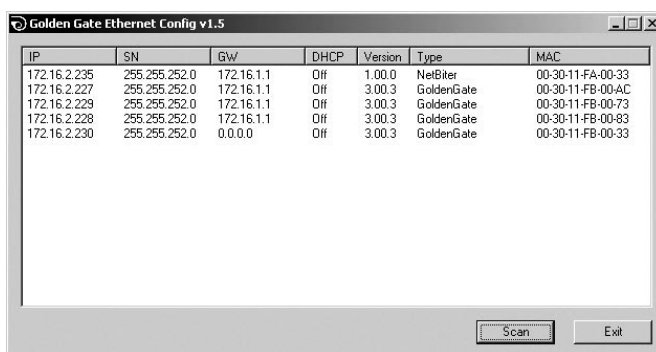 Golden Gate Ethernet Config v1.5
IP SN GW DHCP Version Type MAC
172.16.2.235 255.255.252.0 172.16.1.1 Off 1.00.0 NetBiter 00-30-11-FA-00-33
172.16.2.227 255.255.252.0 172.16.1.1 Off 3.00.3 GoldenGate 00-30-11-FB-00-AC
172.16.2.229 255.255.252.0 172.16.1.1 Off 3.00.3 GoldenGate 00-30-11-FB-00-73
172.16.2.228 255.255.252.0 172.16.1.1 Off 3.00.3 GoldenGate 00-30-11-FB-00-83
172.16.2.230 255.255.252.0 0.0.0.0 Off 3.00.3 GoldenGate 00-30-11-FB-00-33
Scan Exit